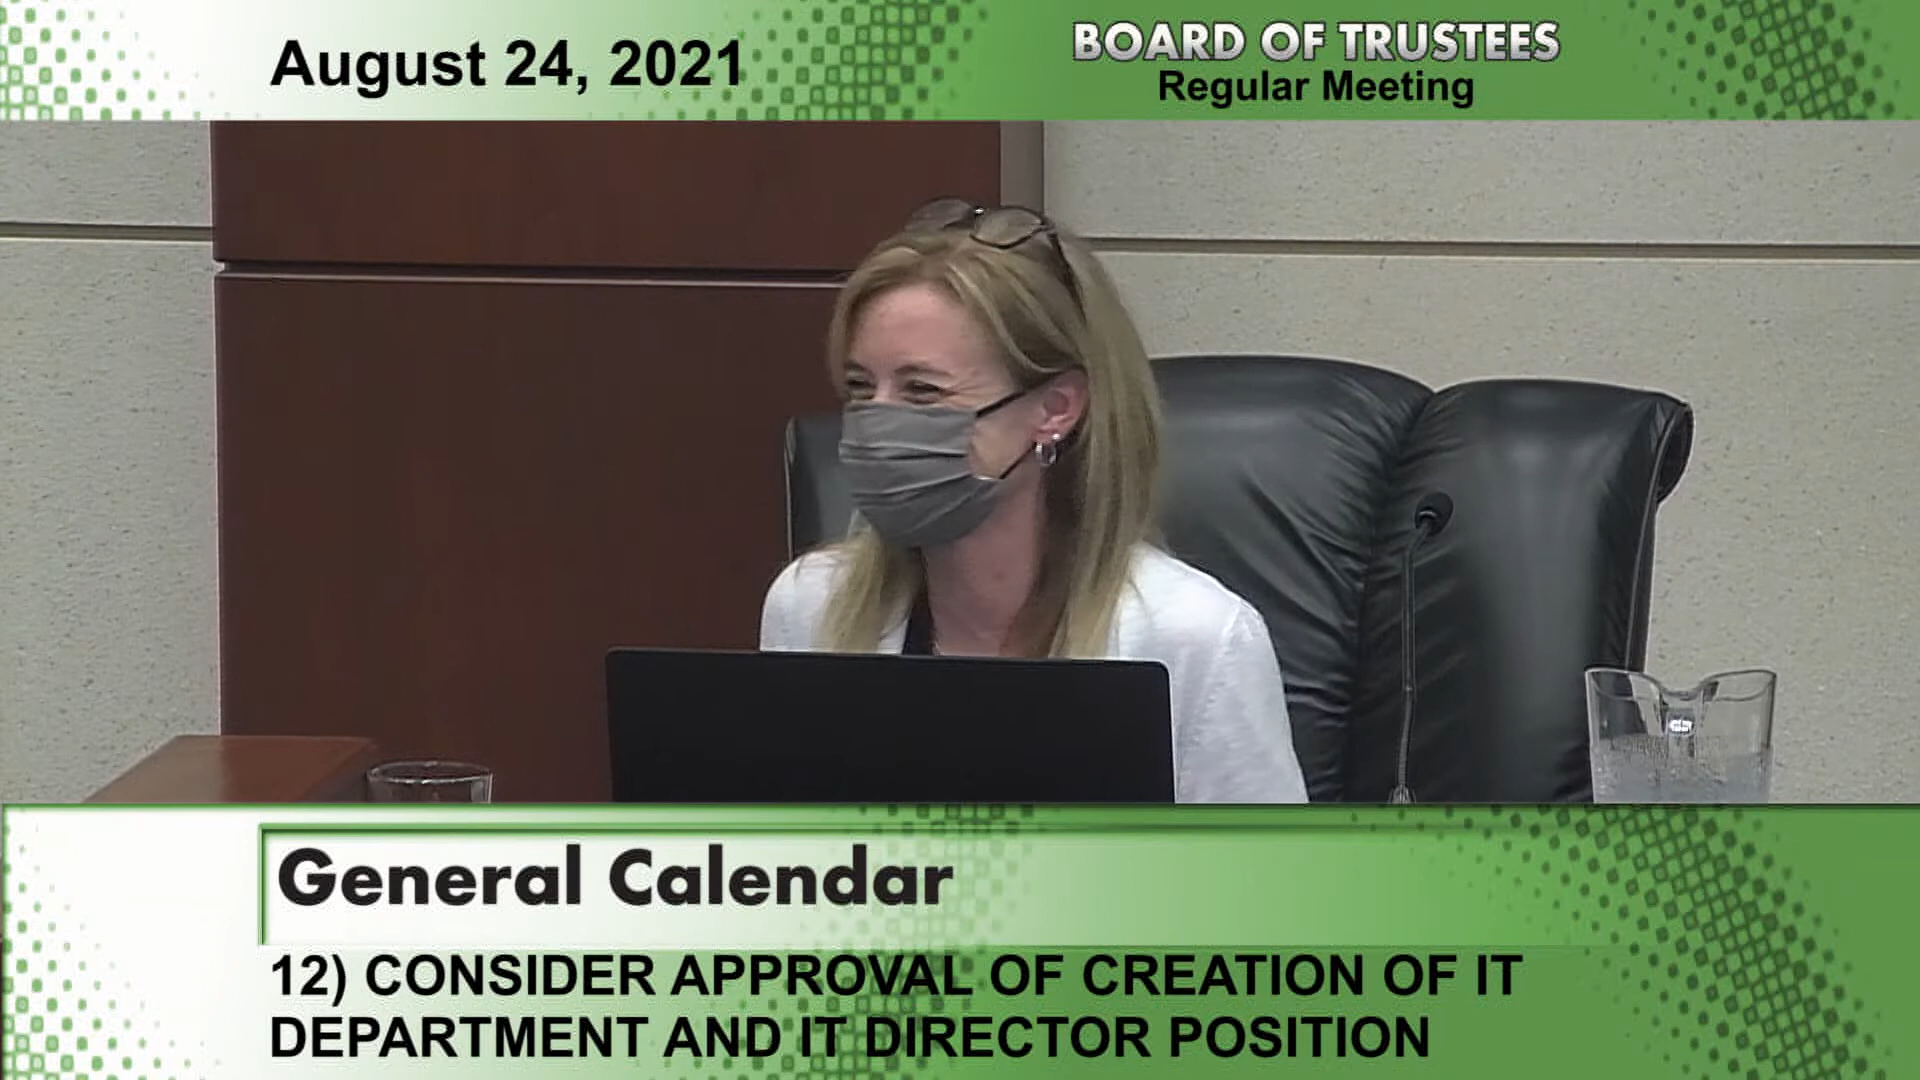 August 24, 2021
BOARD OF TRUSTEES
Regular Meeting
General Calendar
12) CONSIDER APPROVAL OF CREATION OF IT
DEPARTMENT AND IT DIRECTOR POSITION